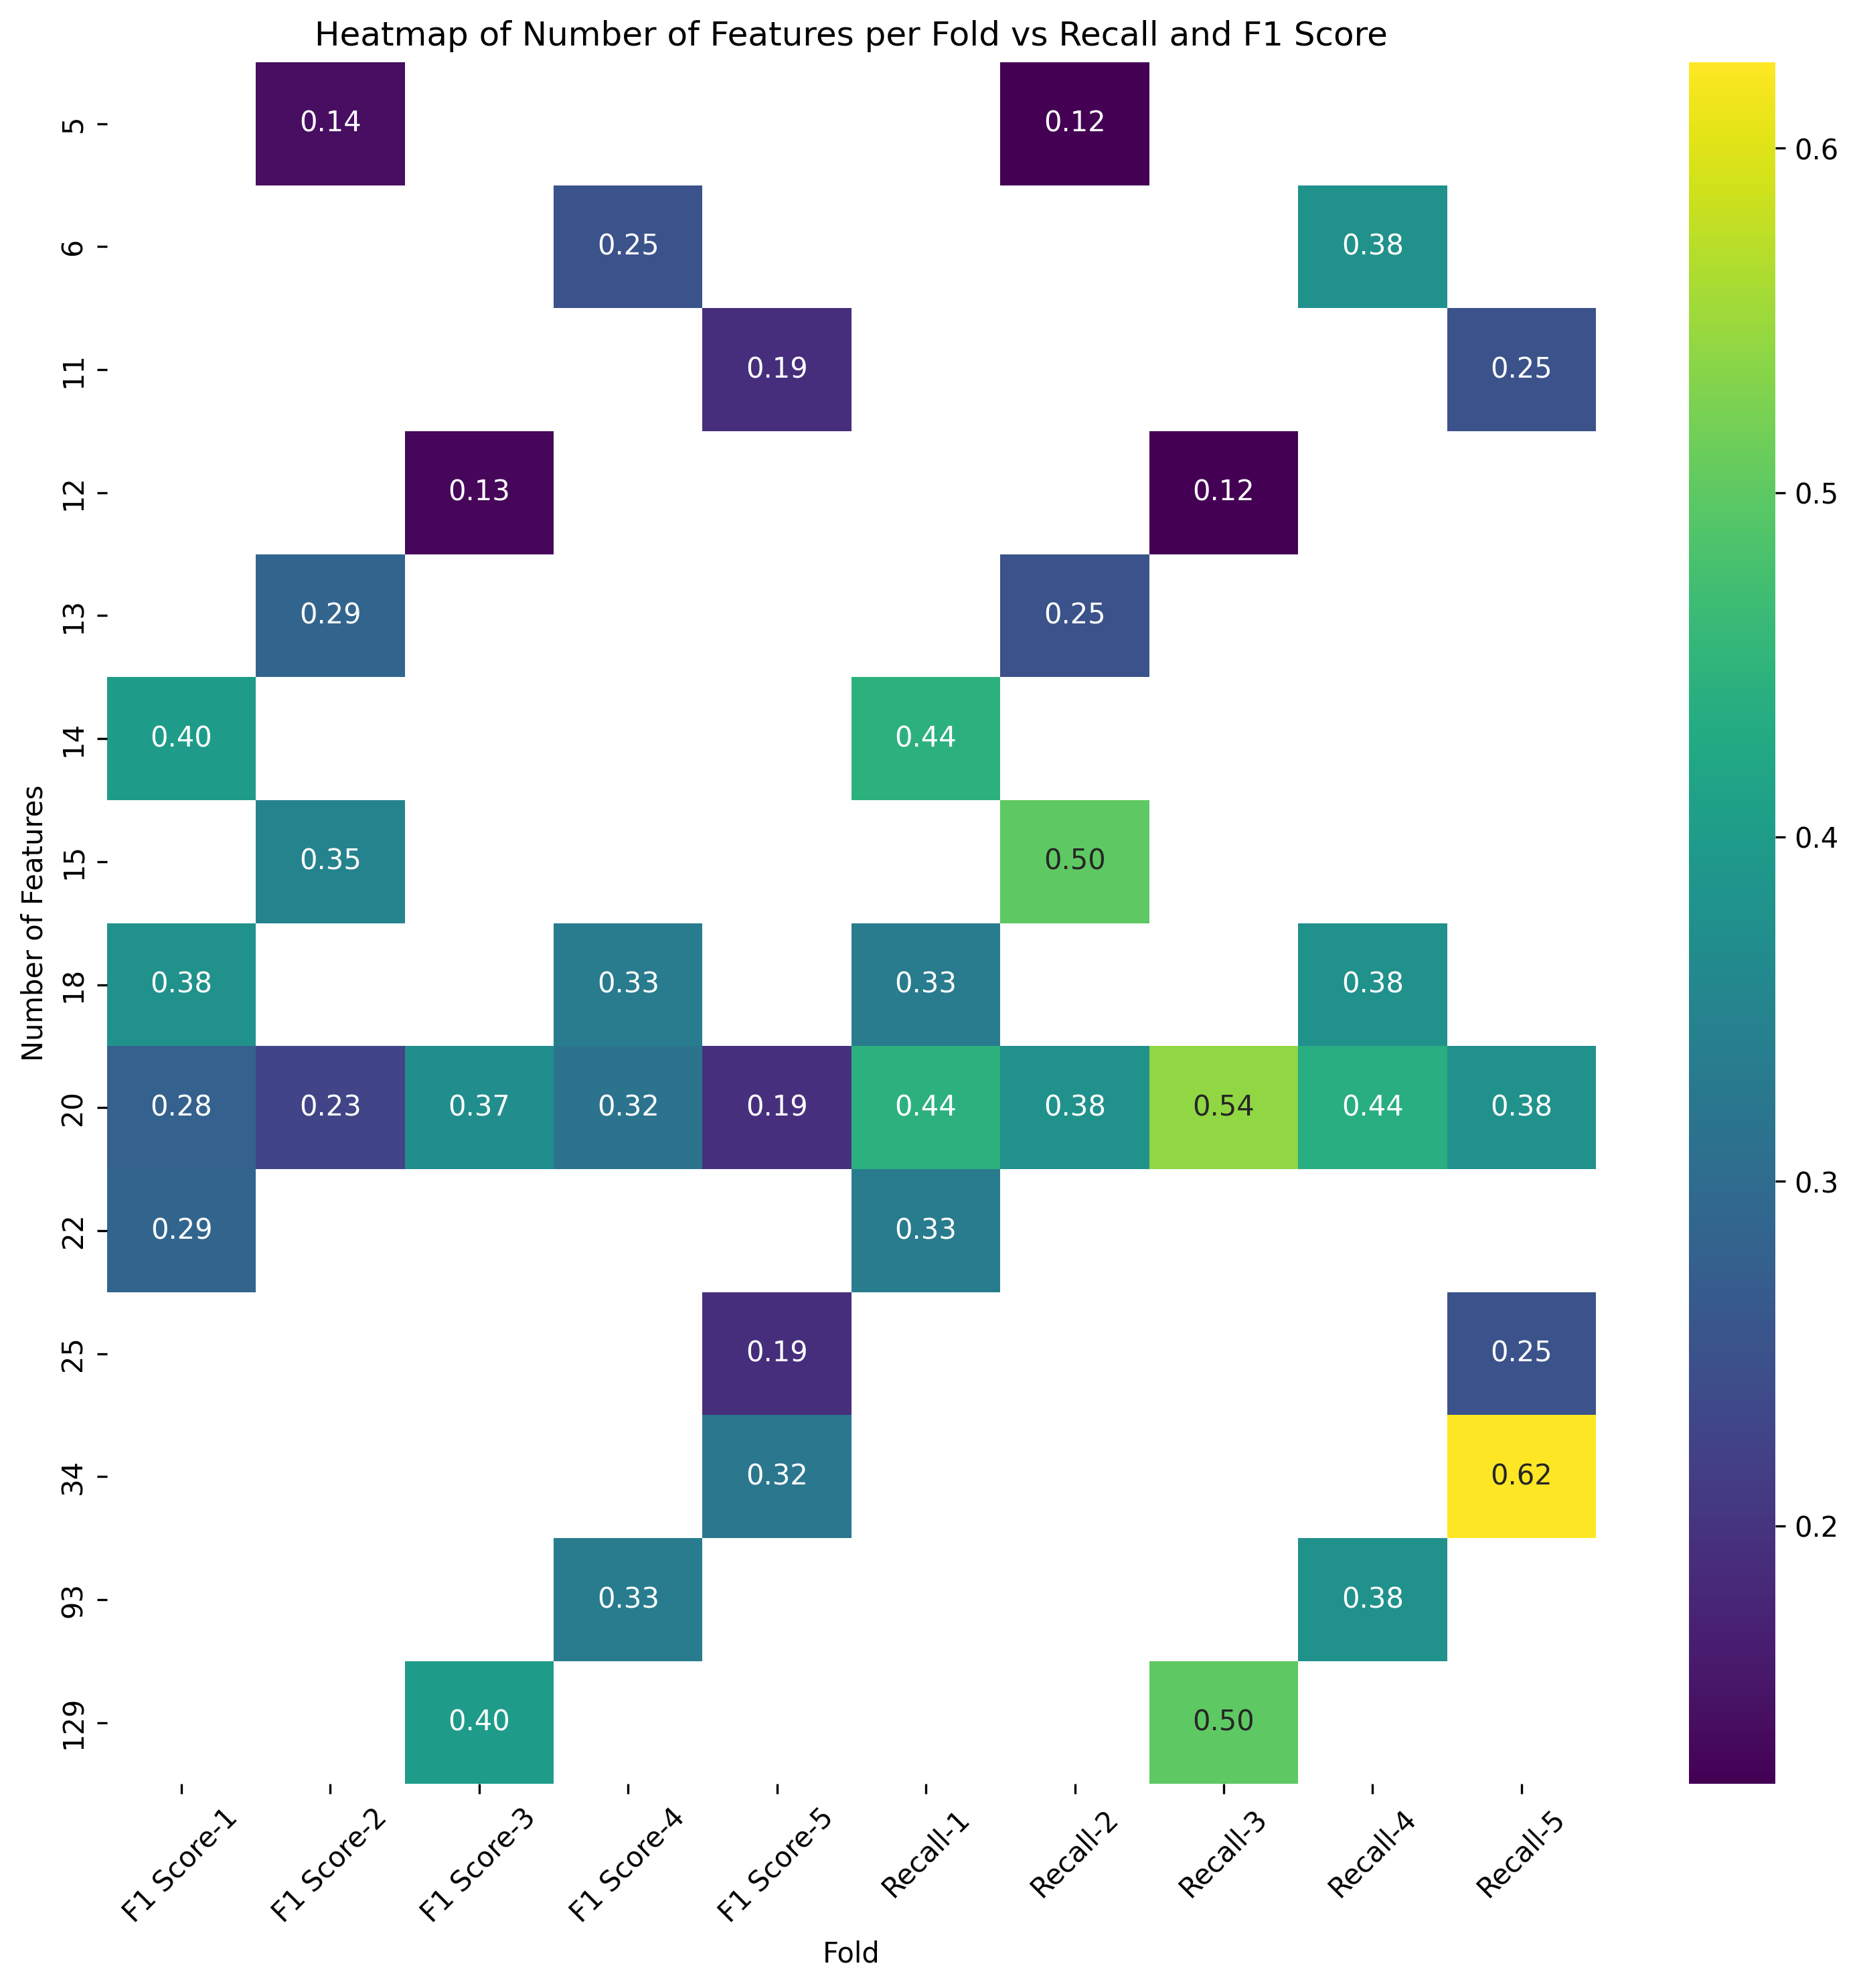 Heatmap of Number of Features per Fold vs Recall and F1 Score
Number of Features
5 0.14 0.12
6 0.25 0.38
11 0.19 0.25
12 0.13 0.12
13 0.29 0.25
14 0.40 0.44
15 0.35 0.50
18 0.38 0.33 0.33 0.38
20 0.28 0.23 0.37 0.32 0.19 0.44 0.38 0.54 0.44 0.38
22 0.29 0.33
25 0.19 0.25
34 0.32 0.62
93 0.33 0.38
129 0.40 0.50
F1 Score-1 F1 Score-2 F1 Score-3 F1 Score-4 F1 Score-5 Recall-1 Recall-2 Recall-3 Recall-4 Recall-5
Fold
0.6
0.5
0.4
0.3
0.2